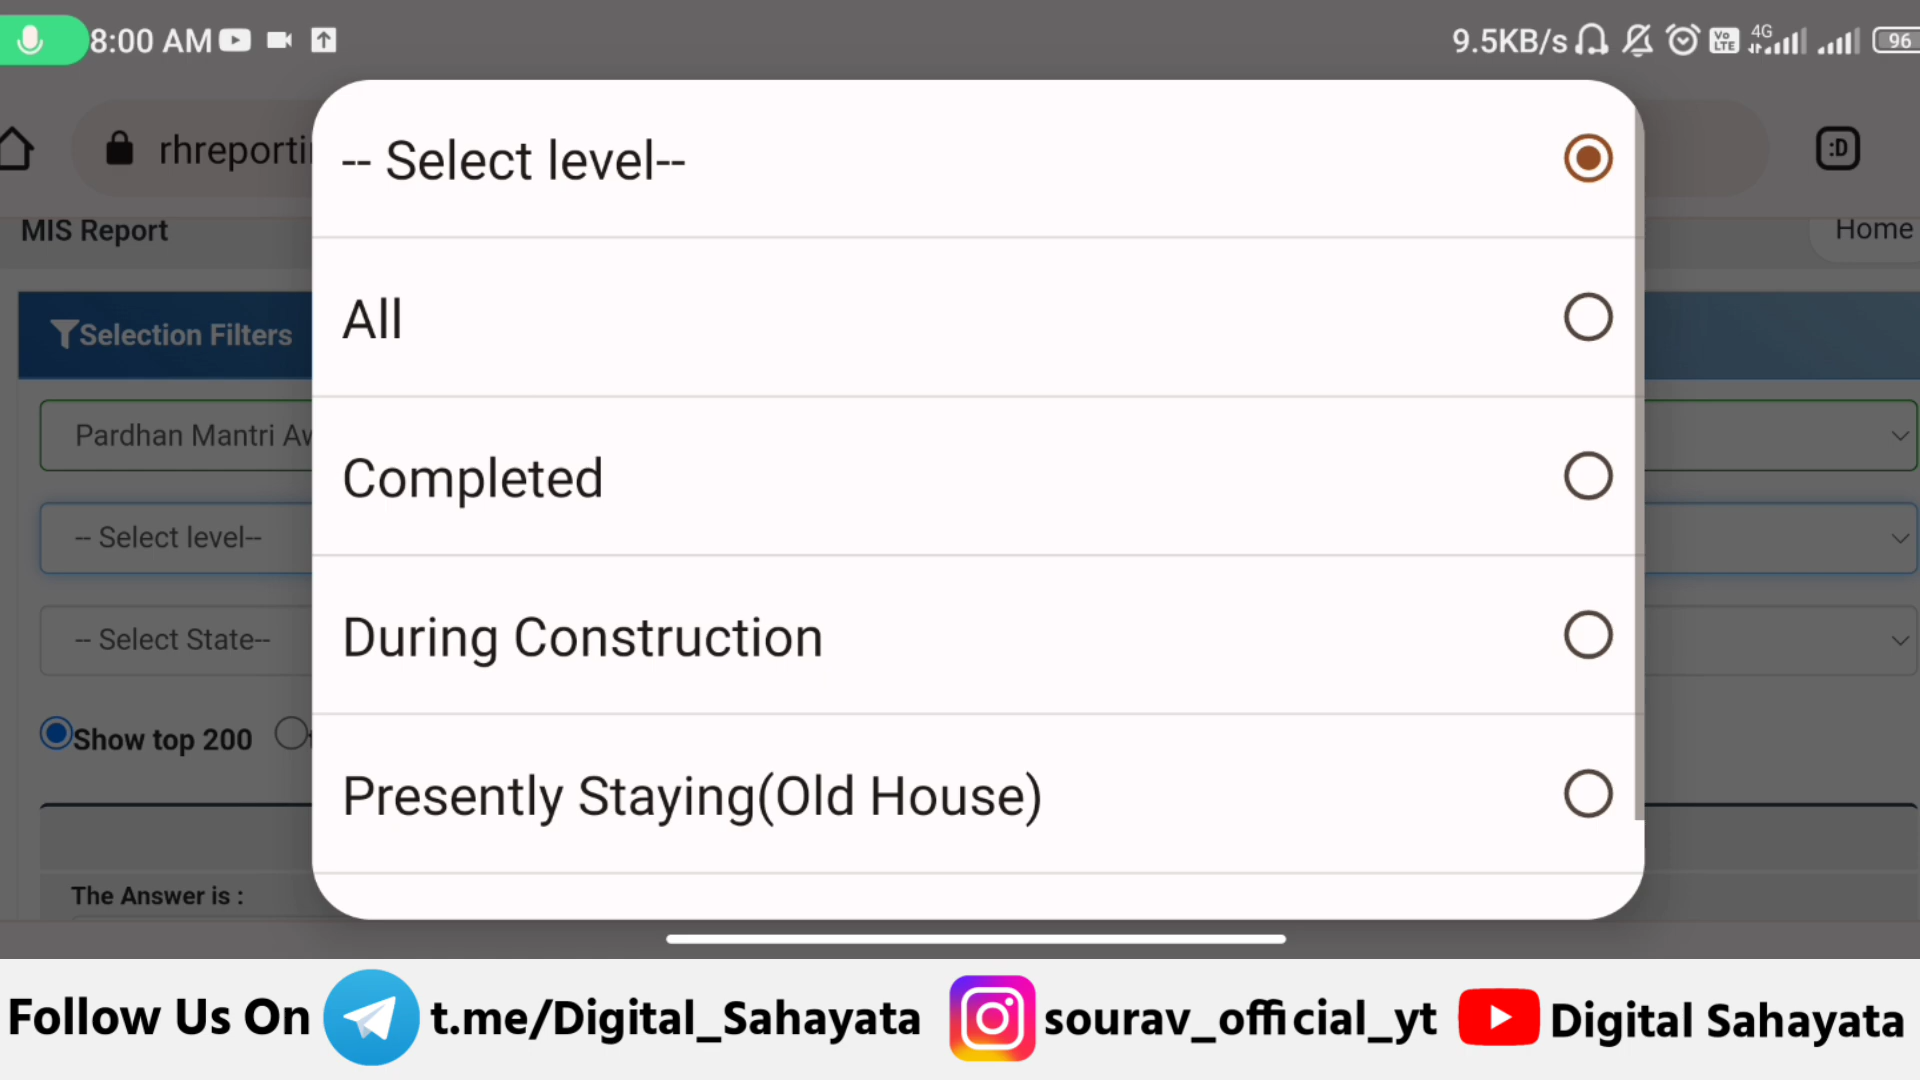 8:00 AM
9.5KB/s
Vo LTE
4G
96
rhreporti
:D
MIS Report
Home
Selection Filters
Pardhan Mantri Av
-- Select level--
-- Select State--
Show top 200
The Answer is :
-- Select level--
All
Completed
During Construction
Presently Staying(Old House)
Follow Us On t.me/Digital_Sahayata sourav_official_yt Digital Sahayata